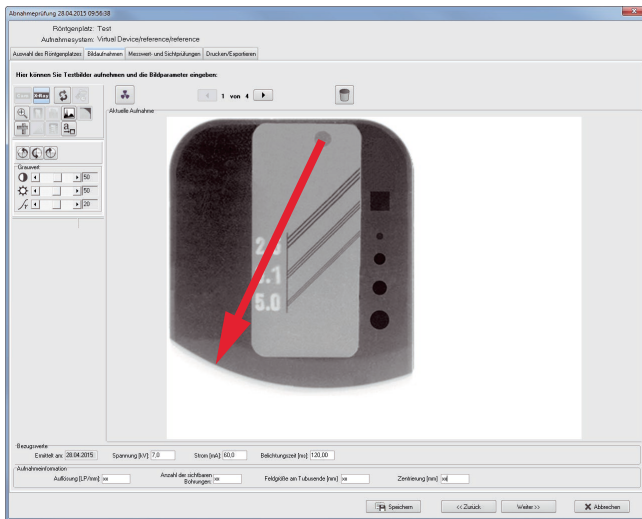 Abnahmeprüfung 28.04.2015 09:56:38
Röntgenplatz: Test
Aufnahmesystem: Virtual Device/reference/reference
Auswahl des Röntgenplatzes Bildaufnahmen Messwert- und Sichtprüfungen Drucken/Exportieren
Hier können Sie Testbilder aufnehmen und die Bildparameter eingeben:
1 von 4
Aktuelle Aufnahme
Grauwert
50
50
20
5.0
Bezugswerte
Ermittelt am: 28.04.2015 Spannung [kV]: 7,0 Strom [mA]: 60,0 Belichtungszeit [ms]: 120,00
Aufnahmeinformation
Auflösung [LP/mm]: xx Anzahl der sichtbaren Bohrungen: xx Feldgröße am Tubusende [mm]: xx Zentrierung [mm]: xx
Speichern << Zurück Weiter >> Abbrechen